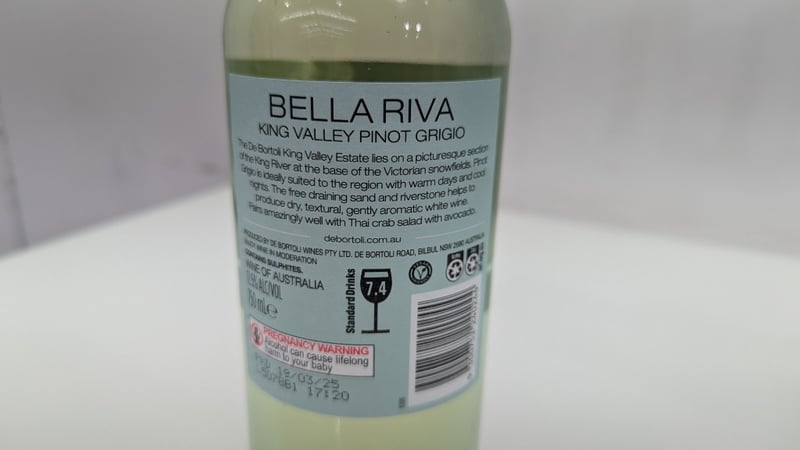 BELLA RIVA
KING VALLEY PINOT GRIGIO
The De Bortoli King Valley Estate lies on a picturesque section
of the King River at the base of the Victorian snowfields. Pinot
Grigio is ideally suited to the region with warm days and cool
nights. The free draining sand and riverstone helps to
produce dry, textural, gently aromatic white wine.
Pairs amazingly well with Thai crab salad with avocado.
debortoli.com.au
PRODUCED BY DE BORTOLI WINES PTY LTD. DE BORTOLI ROAD, BILBUL NSW 2680 AUSTRALIA
ENJOY WINE IN MODERATION
CONTAINS SULPHITES.
WINE OF AUSTRALIA
750 mL e
Standard Drinks
7.4
PREGNANCY WARNING
Alcohol can cause lifelong
harm to your baby
18/03/25
17:20